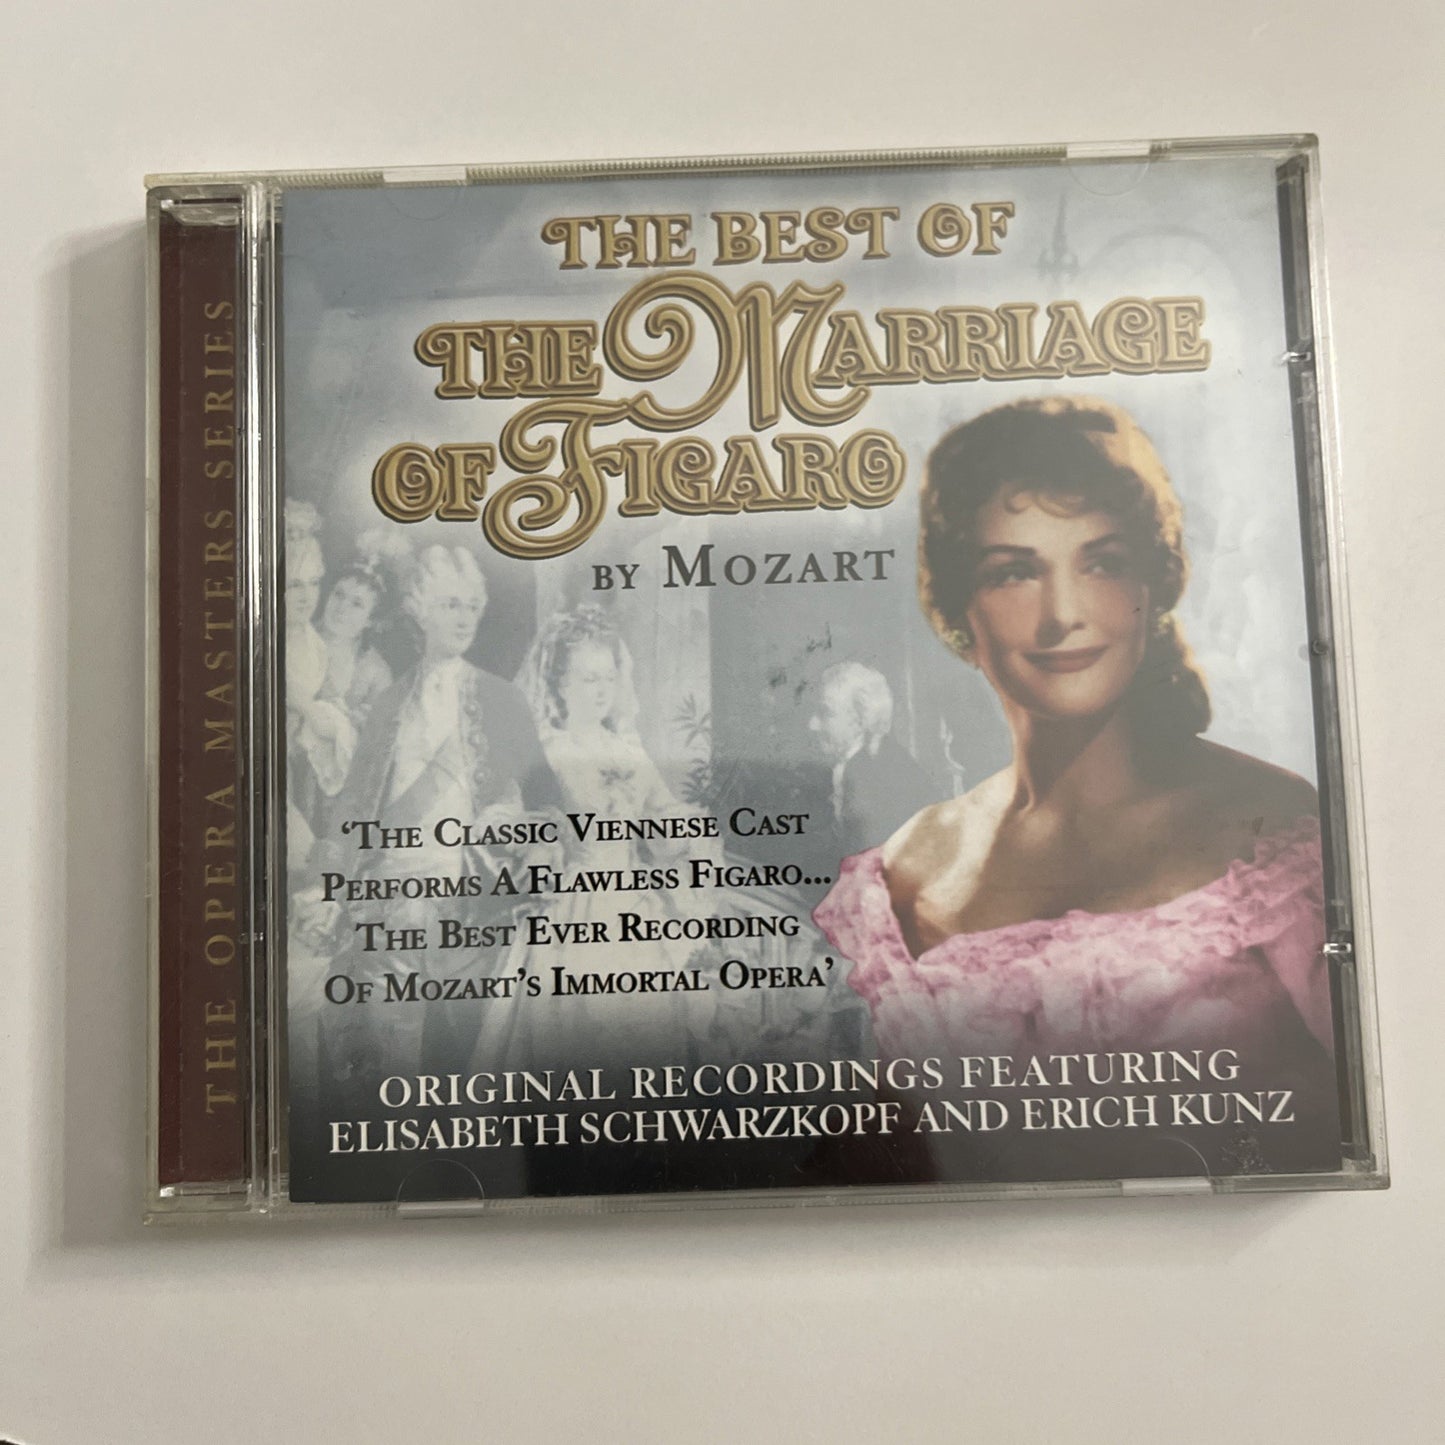 THE OPERA MASTERS SERIES
THE BEST OF
THE MARRIAGE
OF FIGARO
BY MOZART
‘THE CLASSIC VIENNESE CAST
PERFORMS A FLAWLESS FIGARO...
THE BEST EVER RECORDING
OF MOZART’S IMMORTAL OPERA’
ORIGINAL RECORDINGS FEATURING
ELISABETH SCHWARZKOPF AND ERICH KUNZ